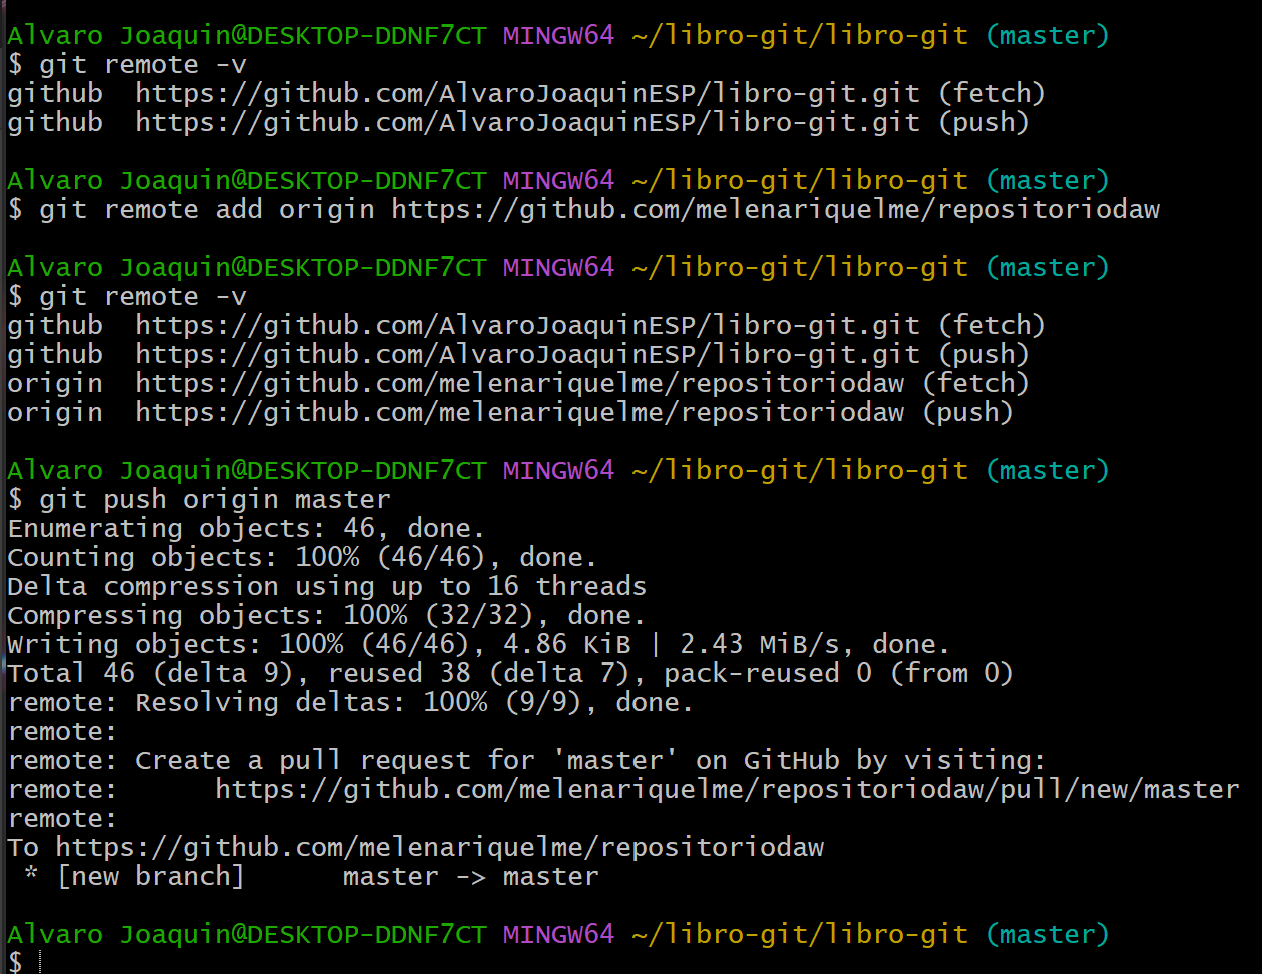 Alvaro Joaquin@DESKTOP-DDNF7CT MINGW64 ~/libro-git/libro-git (master)
$ git remote -v
github  https://github.com/AlvaroJoaquinESP/libro-git.git (fetch)
github  https://github.com/AlvaroJoaquinESP/libro-git.git (push)

Alvaro Joaquin@DESKTOP-DDNF7CT MINGW64 ~/libro-git/libro-git (master)
$ git remote add origin https://github.com/melenariquelme/repositoriodaw

Alvaro Joaquin@DESKTOP-DDNF7CT MINGW64 ~/libro-git/libro-git (master)
$ git remote -v
github  https://github.com/AlvaroJoaquinESP/libro-git.git (fetch)
github  https://github.com/AlvaroJoaquinESP/libro-git.git (push)
origin  https://github.com/melenariquelme/repositoriodaw (fetch)
origin  https://github.com/melenariquelme/repositoriodaw (push)

Alvaro Joaquin@DESKTOP-DDNF7CT MINGW64 ~/libro-git/libro-git (master)
$ git push origin master
Enumerating objects: 46, done.
Counting objects: 100% (46/46), done.
Delta compression using up to 16 threads
Compressing objects: 100% (32/32), done.
Writing objects: 100% (46/46), 4.86 KiB | 2.43 MiB/s, done.
Total 46 (delta 9), reused 38 (delta 7), pack-reused 0 (from 0)
remote: Resolving deltas: 100% (9/9), done.
remote:
remote: Create a pull request for 'master' on GitHub by visiting:
remote:      https://github.com/melenariquelme/repositoriodaw/pull/new/master
remote:
To https://github.com/melenariquelme/repositoriodaw
 * [new branch]      master -> master

Alvaro Joaquin@DESKTOP-DDNF7CT MINGW64 ~/libro-git/libro-git (master)
$